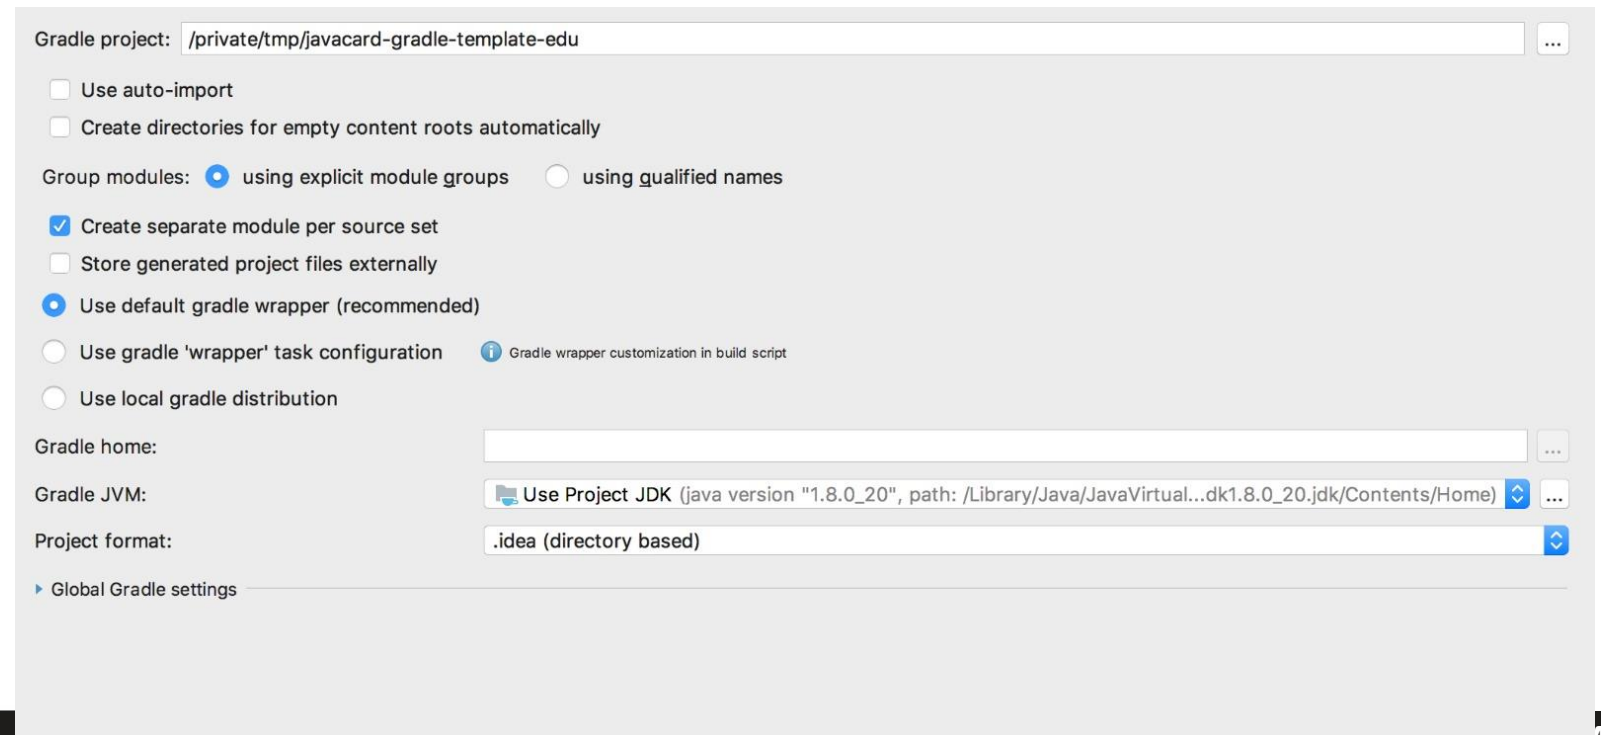 Gradle project: /private/tmp/javacard-gradle-template-edu ...
Use auto-import
Create directories for empty content roots automatically
Group modules: using explicit module groups using qualified names
Create separate module per source set
Store generated project files externally
Use default gradle wrapper (recommended)
Use gradle 'wrapper' task configuration Gradle wrapper customization in build script
Use local gradle distribution
Gradle home: ...
Gradle JVM: Use Project JDK (java version "1.8.0_20", path: /Library/Java/JavaVirtual...dk1.8.0_20.jdk/Contents/Home) ...
Project format: .idea (directory based)
Global Gradle settings